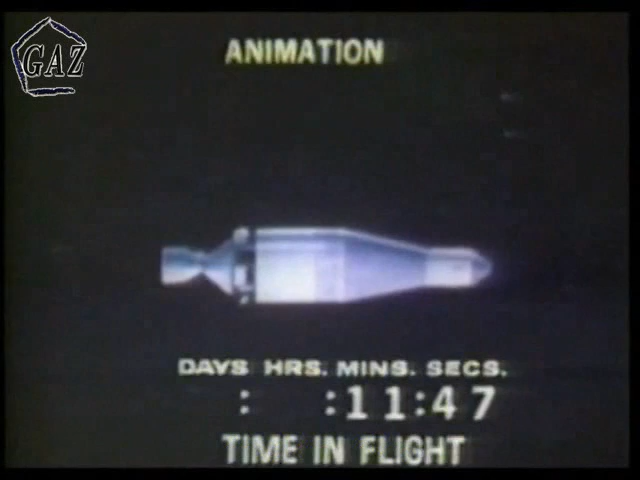 GAZ
ANIMATION
DAYS HRS. MINS. SECS.
: :11:47
TIME IN FLIGHT